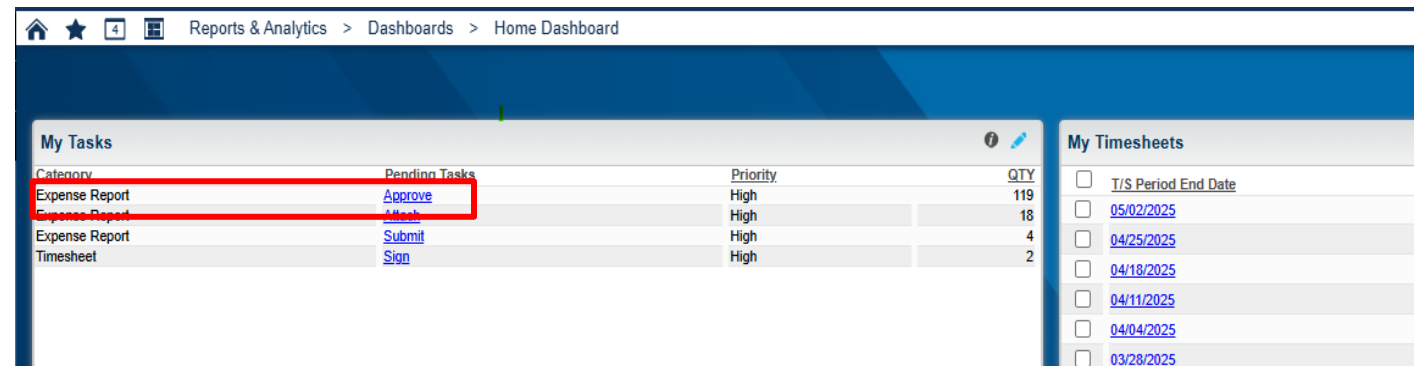 4 Reports & Analytics > Dashboards > Home Dashboard
My Tasks
Category Pending Tasks Priority QTY
Expense Report Approve High 119
Expense Report Attach High 18
Expense Report Submit High 4
Timesheet Sign High 2
My Timesheets
T/S Period End Date
05/02/2025
04/25/2025
04/18/2025
04/11/2025
04/04/2025
03/28/2025